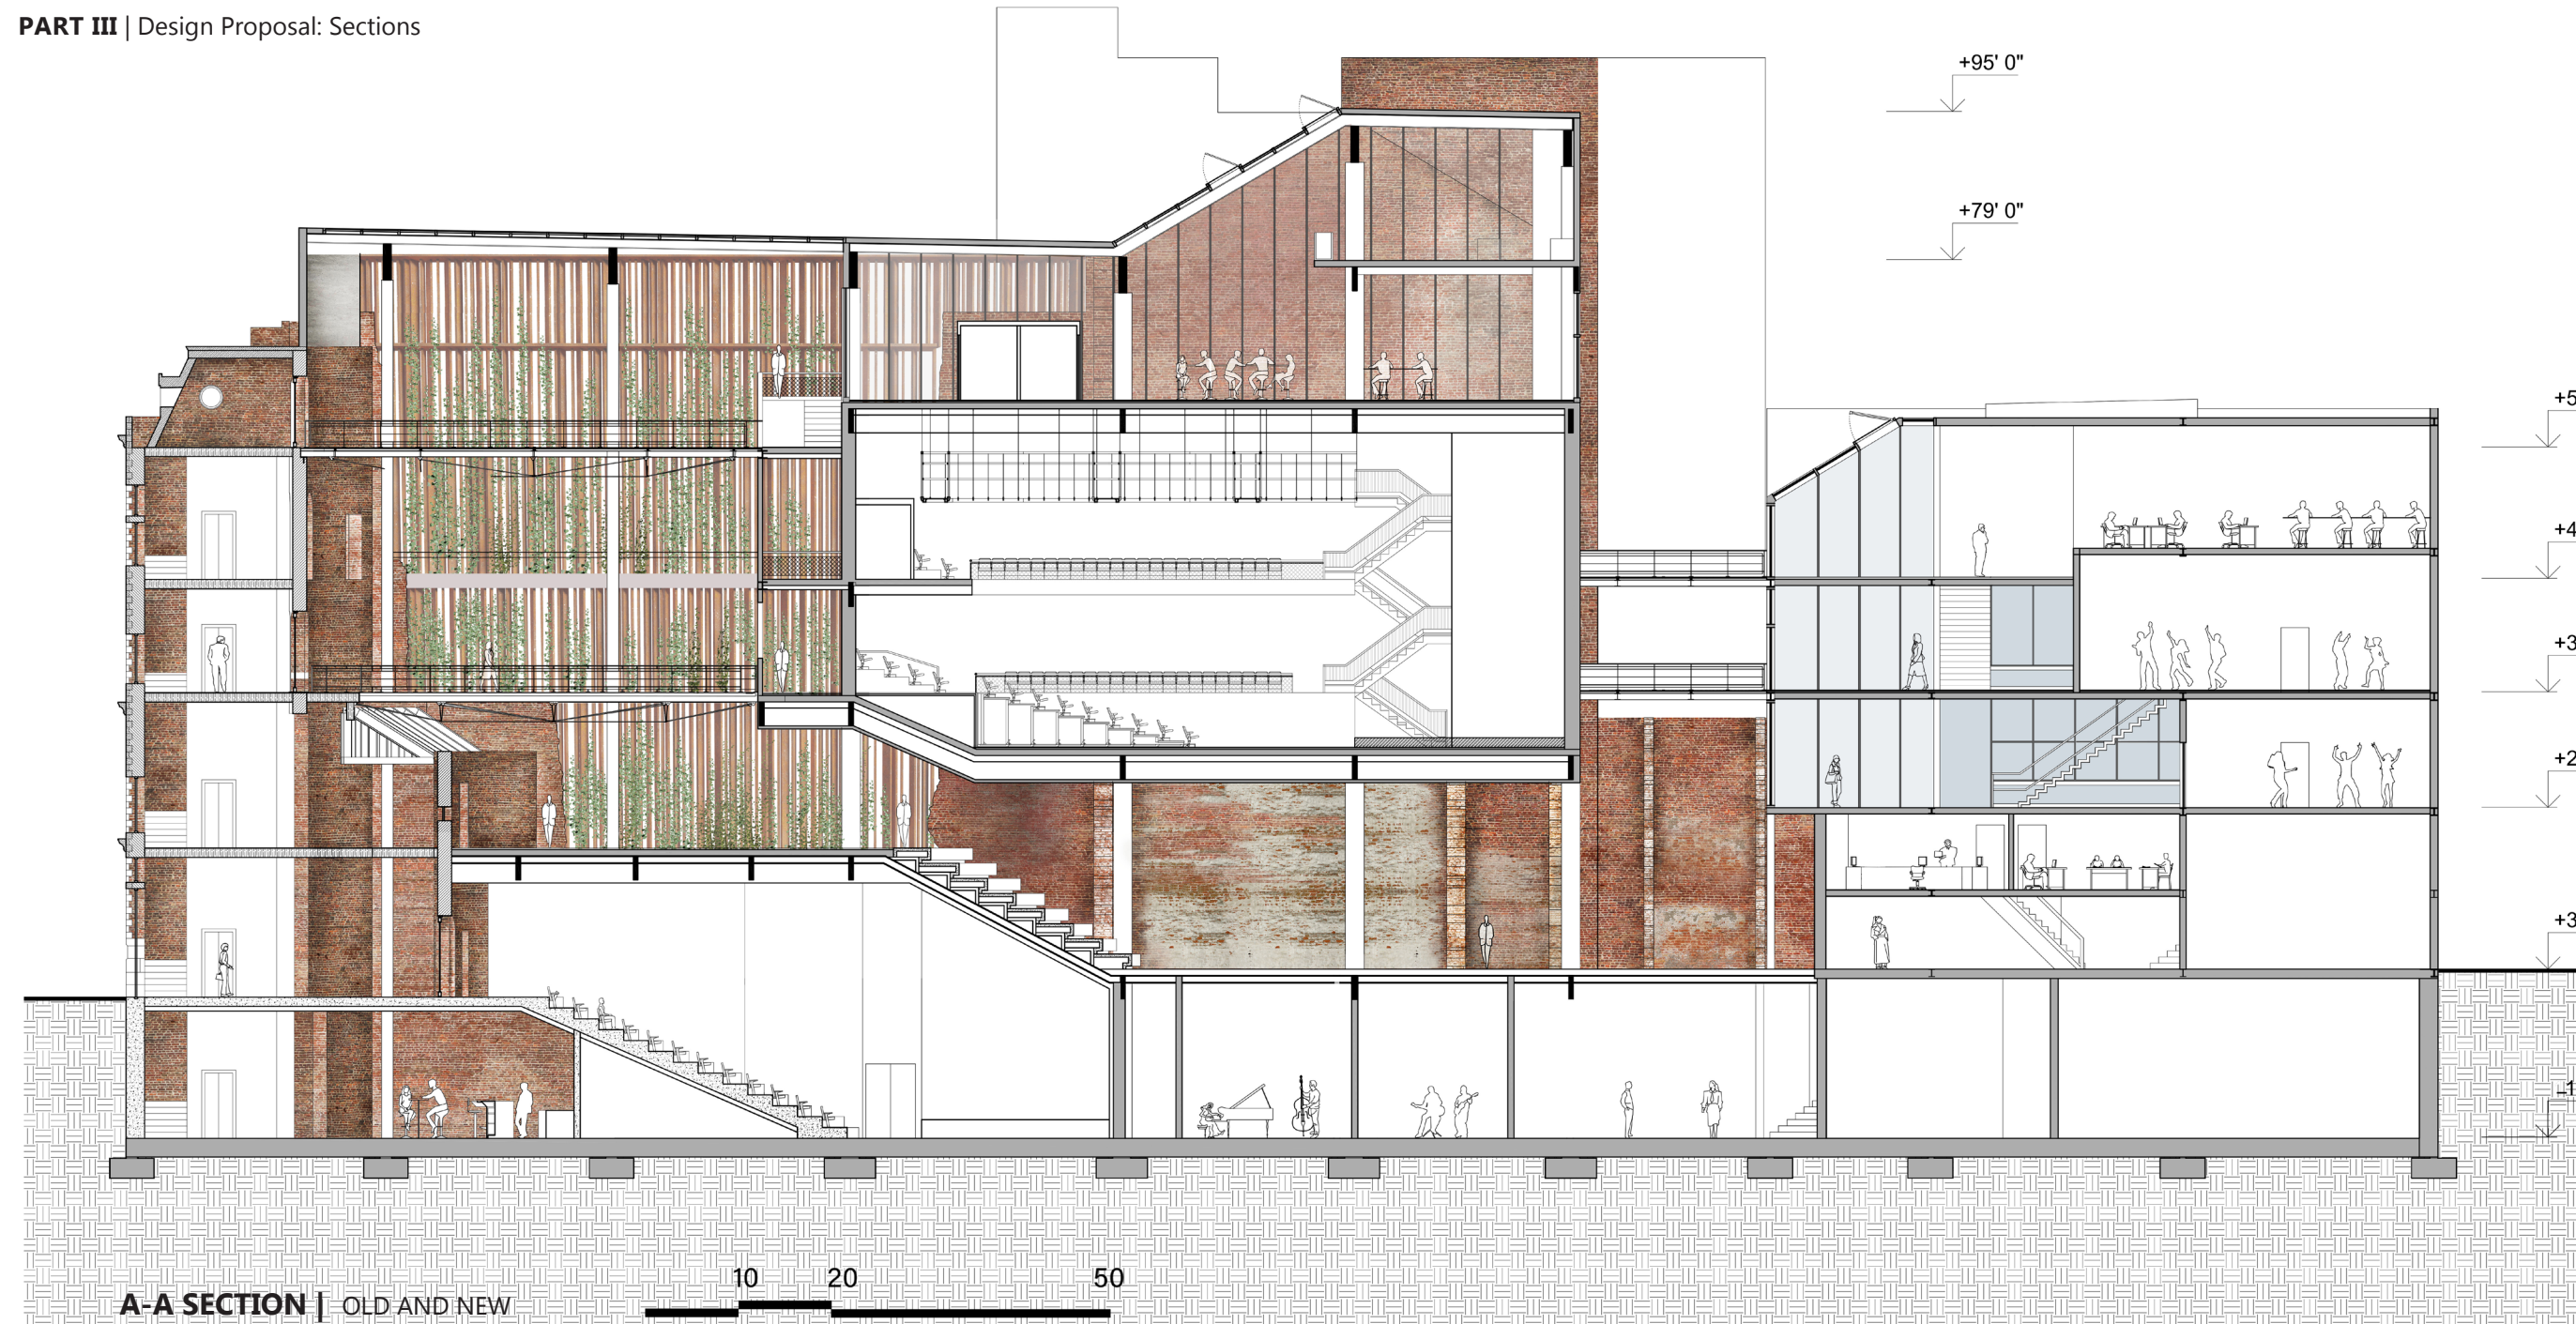 PART III | Design Proposal: Sections
+95' 0"
+79' 0"
10 20 50
A-A SECTION | OLD AND NEW